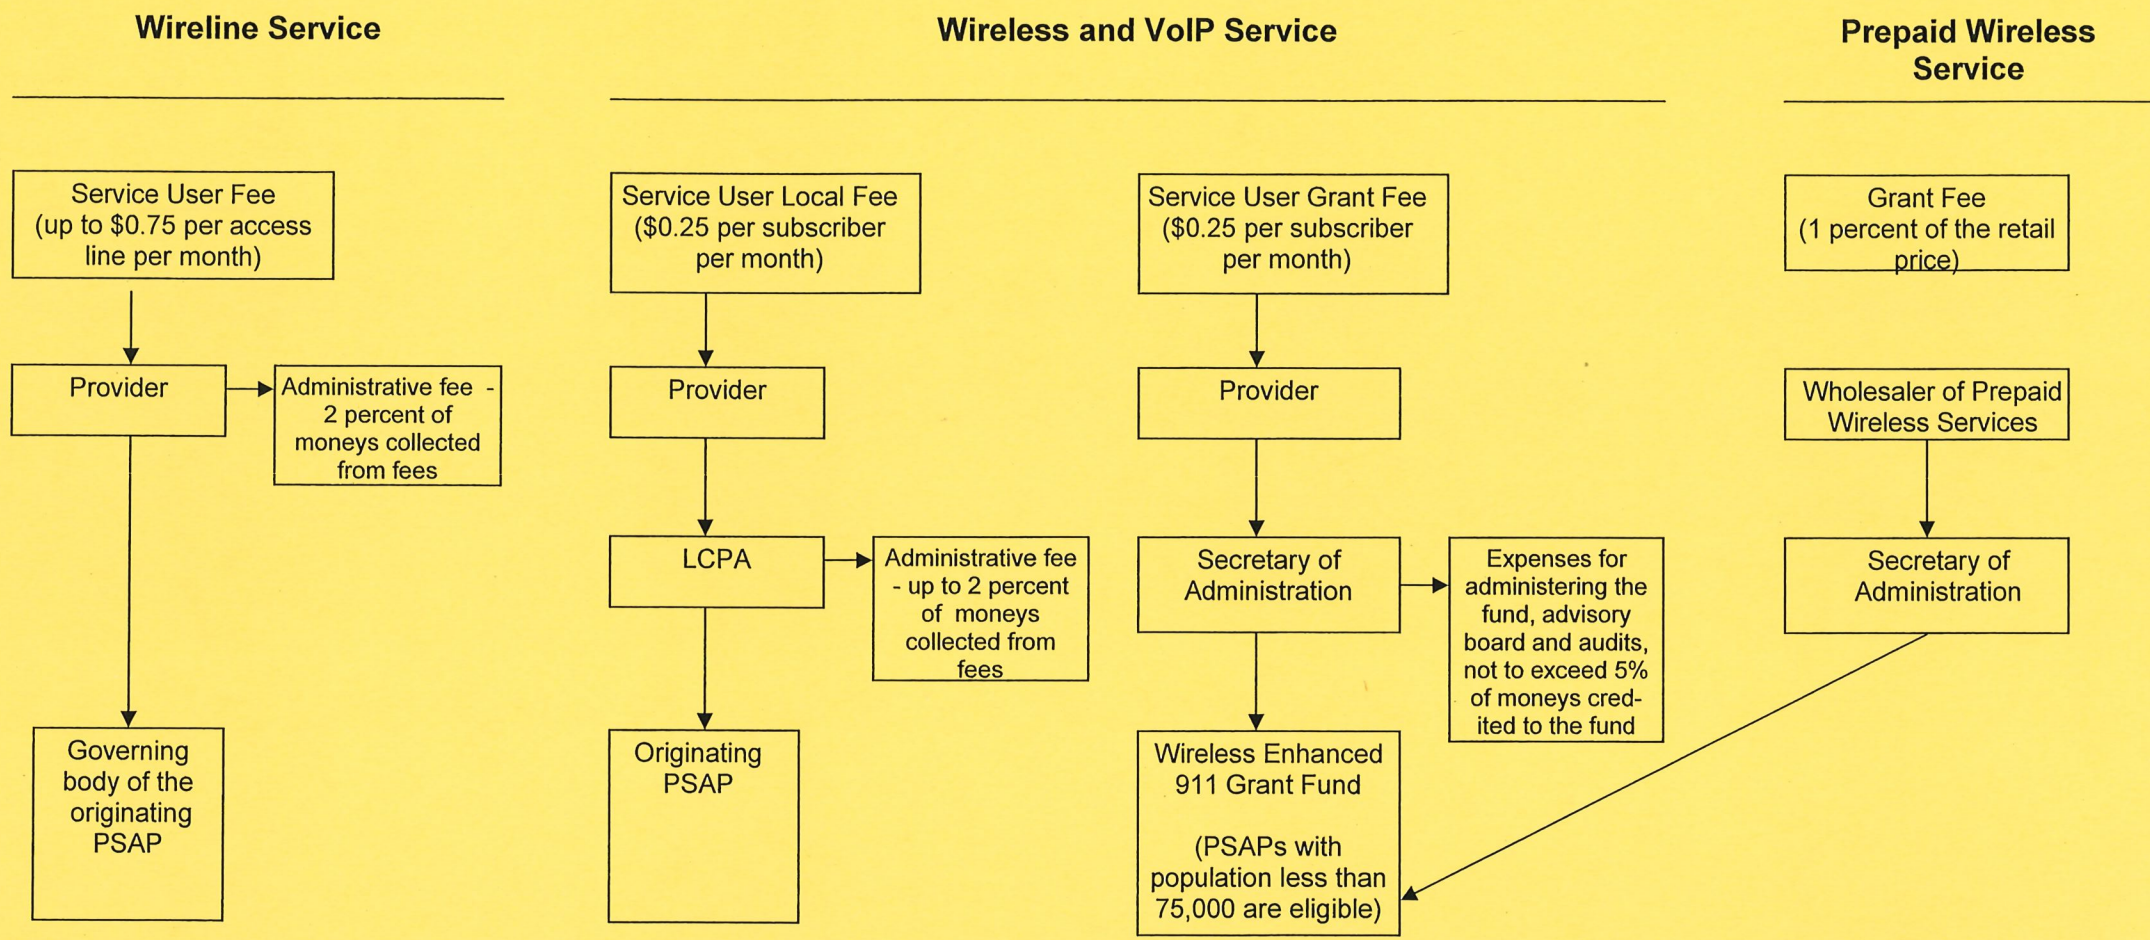 Wireline Service
Wireless and VoIP Service
Prepaid Wireless
Service
Service User Fee
(up to $0.75 per access
line per month)
Service User Local Fee
($0.25 per subscriber
per month)
Service User Grant Fee
($0.25 per subscriber
per month)
Grant Fee
(1 percent of the retail
price)
Provider
Administrative fee -
2 percent of
moneys collected
from fees
Provider
Provider
Wholesaler of Prepaid
Wireless Services
LCPA
Administrative fee
- up to 2 percent
of moneys
collected from
fees
Secretary of
Administration
Expenses for
administering the
fund, advisory
board and audits,
not to exceed 5%
of moneys cred-
ited to the fund
Secretary of
Administration
Governing
body of the
originating
PSAP
Originating
PSAP
Wireless Enhanced
911 Grant Fund
(PSAPs with
population less than
75,000 are eligible)